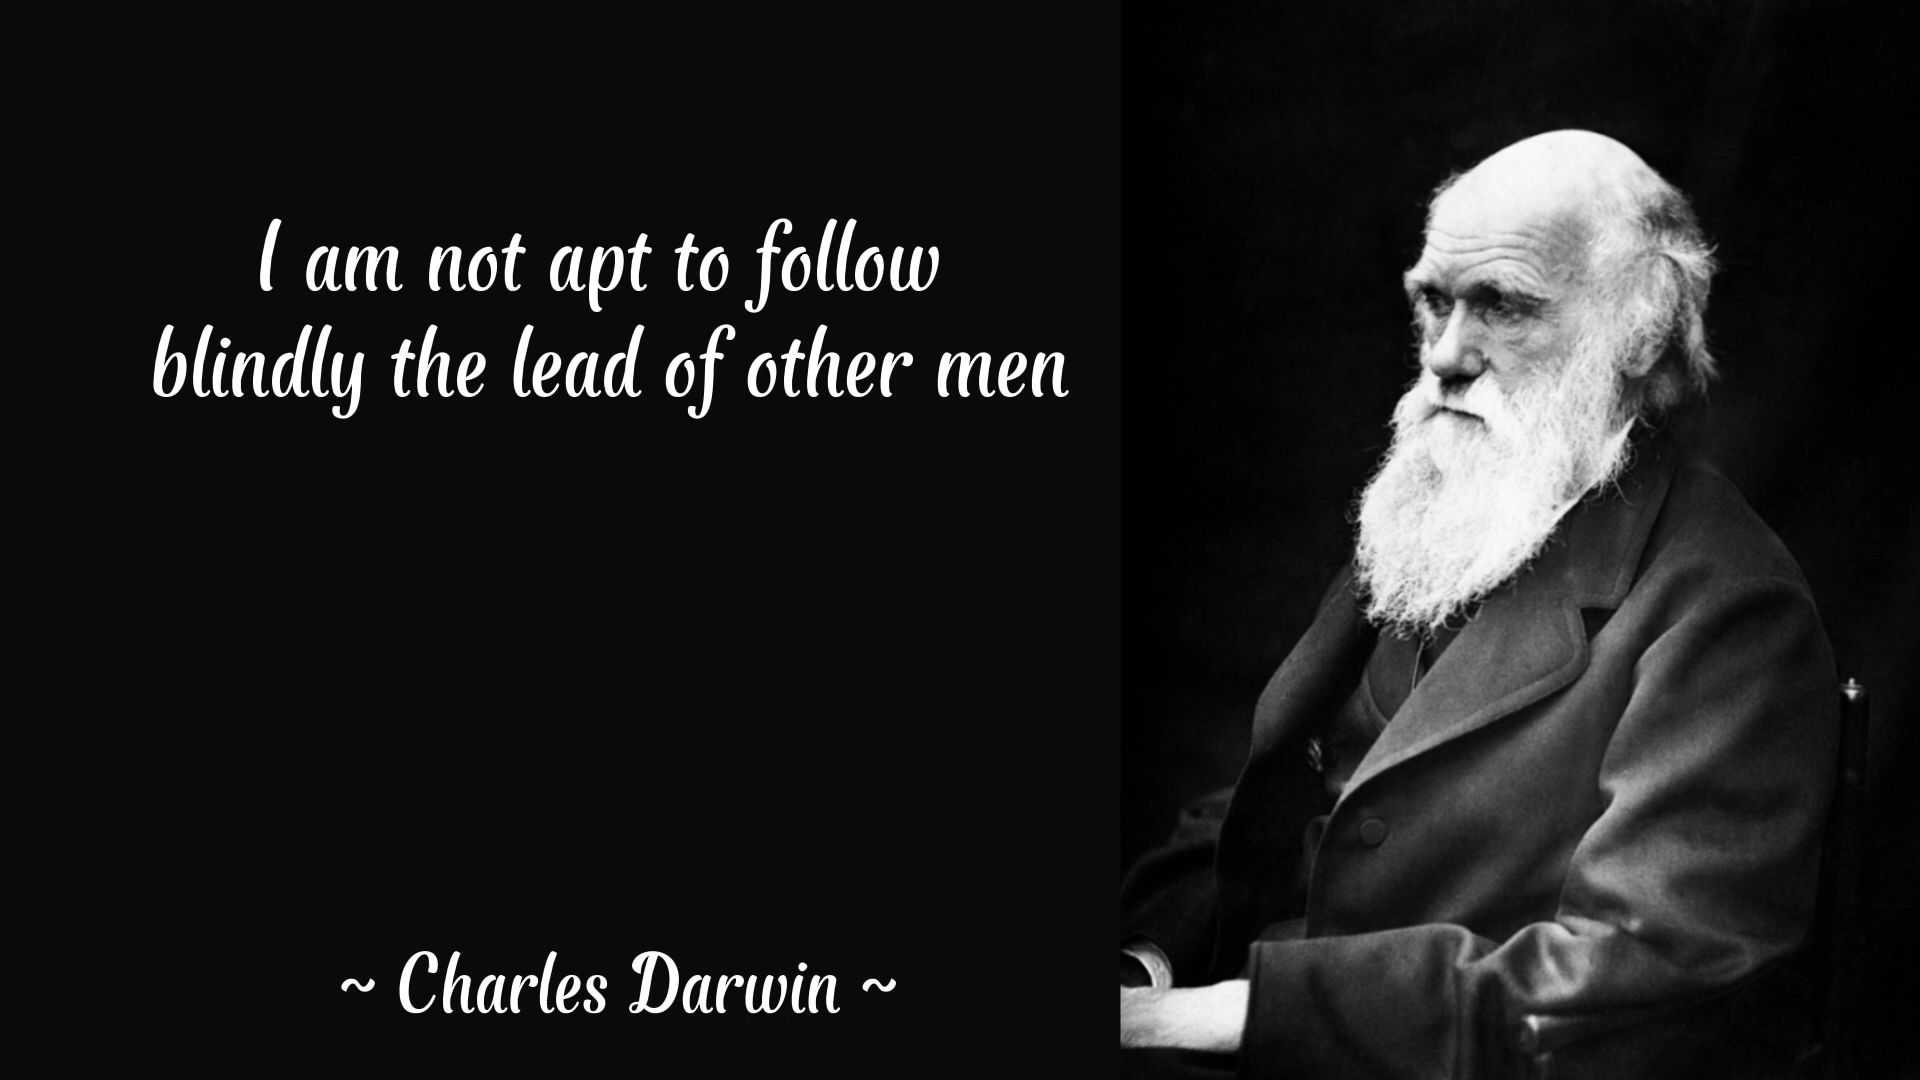 I am not apt to follow
blindly the lead of other men
~ Charles Darwin ~